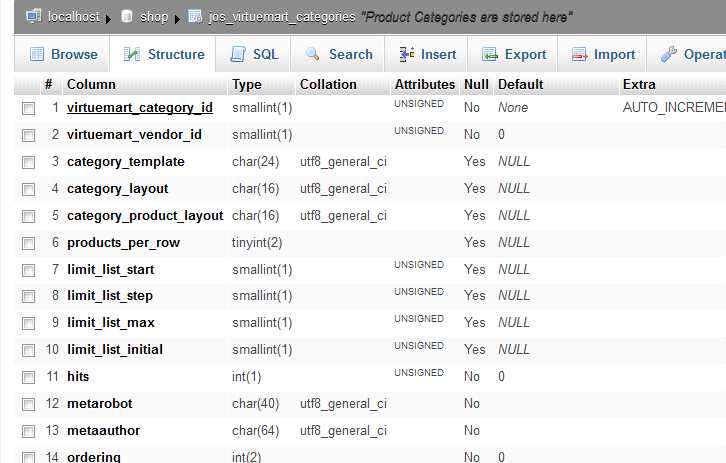 localhost shop jos_virtuemart_categories "Product Categories are stored here"
Browse Structure SQL Search Insert Export Import Operat
# Column Type Collation Attributes Null Default Extra
1 virtuemart_category_id smallint(1) UNSIGNED No None AUTO_INCREME
2 virtuemart_vendor_id smallint(1) UNSIGNED No 0
3 category_template char(24) utf8_general_ci Yes NULL
4 category_layout char(16) utf8_general_ci Yes NULL
5 category_product_layout char(16) utf8_general_ci Yes NULL
6 products_per_row tinyint(2) Yes NULL
7 limit_list_start smallint(1) UNSIGNED Yes NULL
8 limit_list_step smallint(1) UNSIGNED Yes NULL
9 limit_list_max smallint(1) UNSIGNED Yes NULL
10 limit_list_initial smallint(1) UNSIGNED Yes NULL
11 hits int(1) UNSIGNED No 0
12 metarobot char(40) utf8_general_ci No
13 metaauthor char(64) utf8_general_ci No
14 ordering int(2) No 0